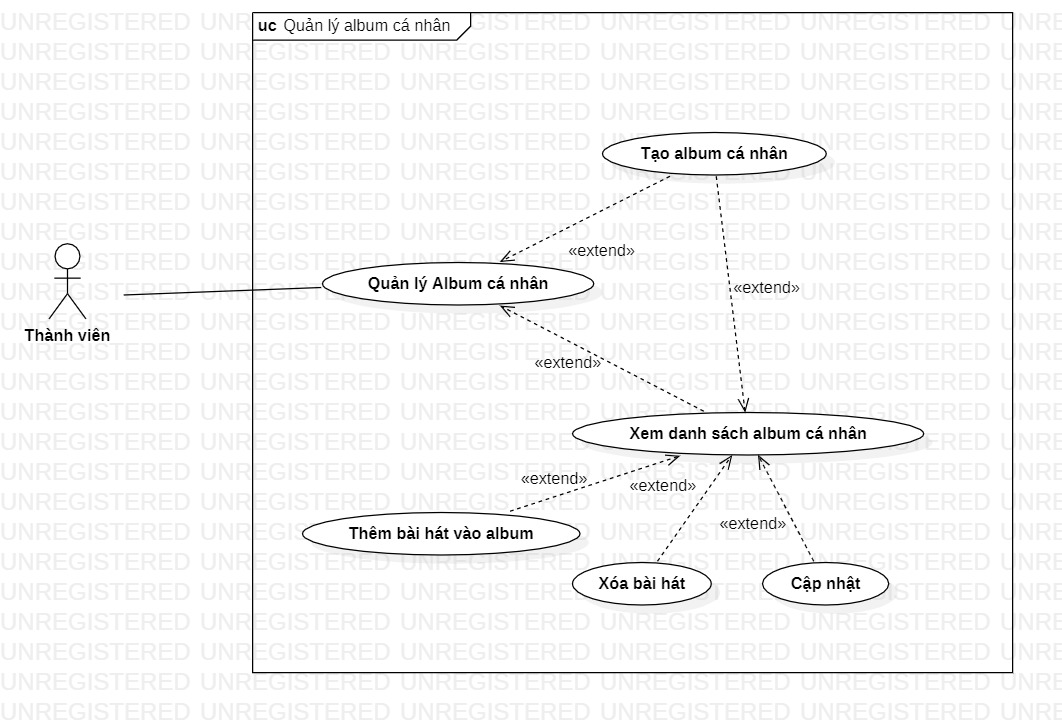 uc Quản lý album cá nhân
Tạo album cá nhân
«extend»
Quản lý Album cá nhân
«extend»
Thành viên
«extend»
Xem danh sách album cá nhân
«extend»
«extend»
«extend»
Thêm bài hát vào album
Xóa bài hát
Cập nhật
UNREGISTERED